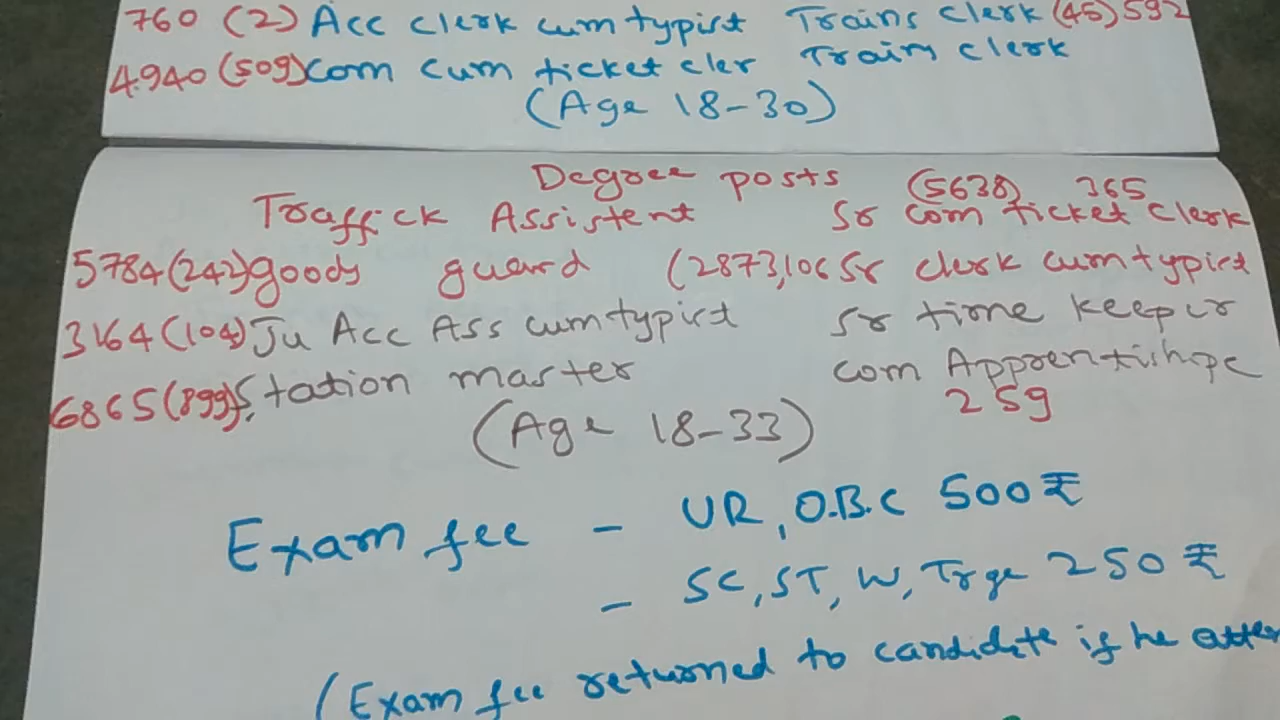 760 (2) Acc clerk cum typist Trains clerk (45) 592
4940 (509) com cum ticket cler Train clerk
(Age 18-30)
Degree posts (5638) 365
Traffick Assistent Sr com ticket clerk
5784 (242) goods guard (2873,106 Sr clerk cum typist
3164 (104) Ju Acc Ass cum typist Sr time keeper
6865 (899) Station master com Apprentishipe
(Age 18-33) 259
Exam fee - UR, O.B.C 500 ₹
- SC, ST, W, Trge 250 ₹
(Exam fee returned to candidate if he atten